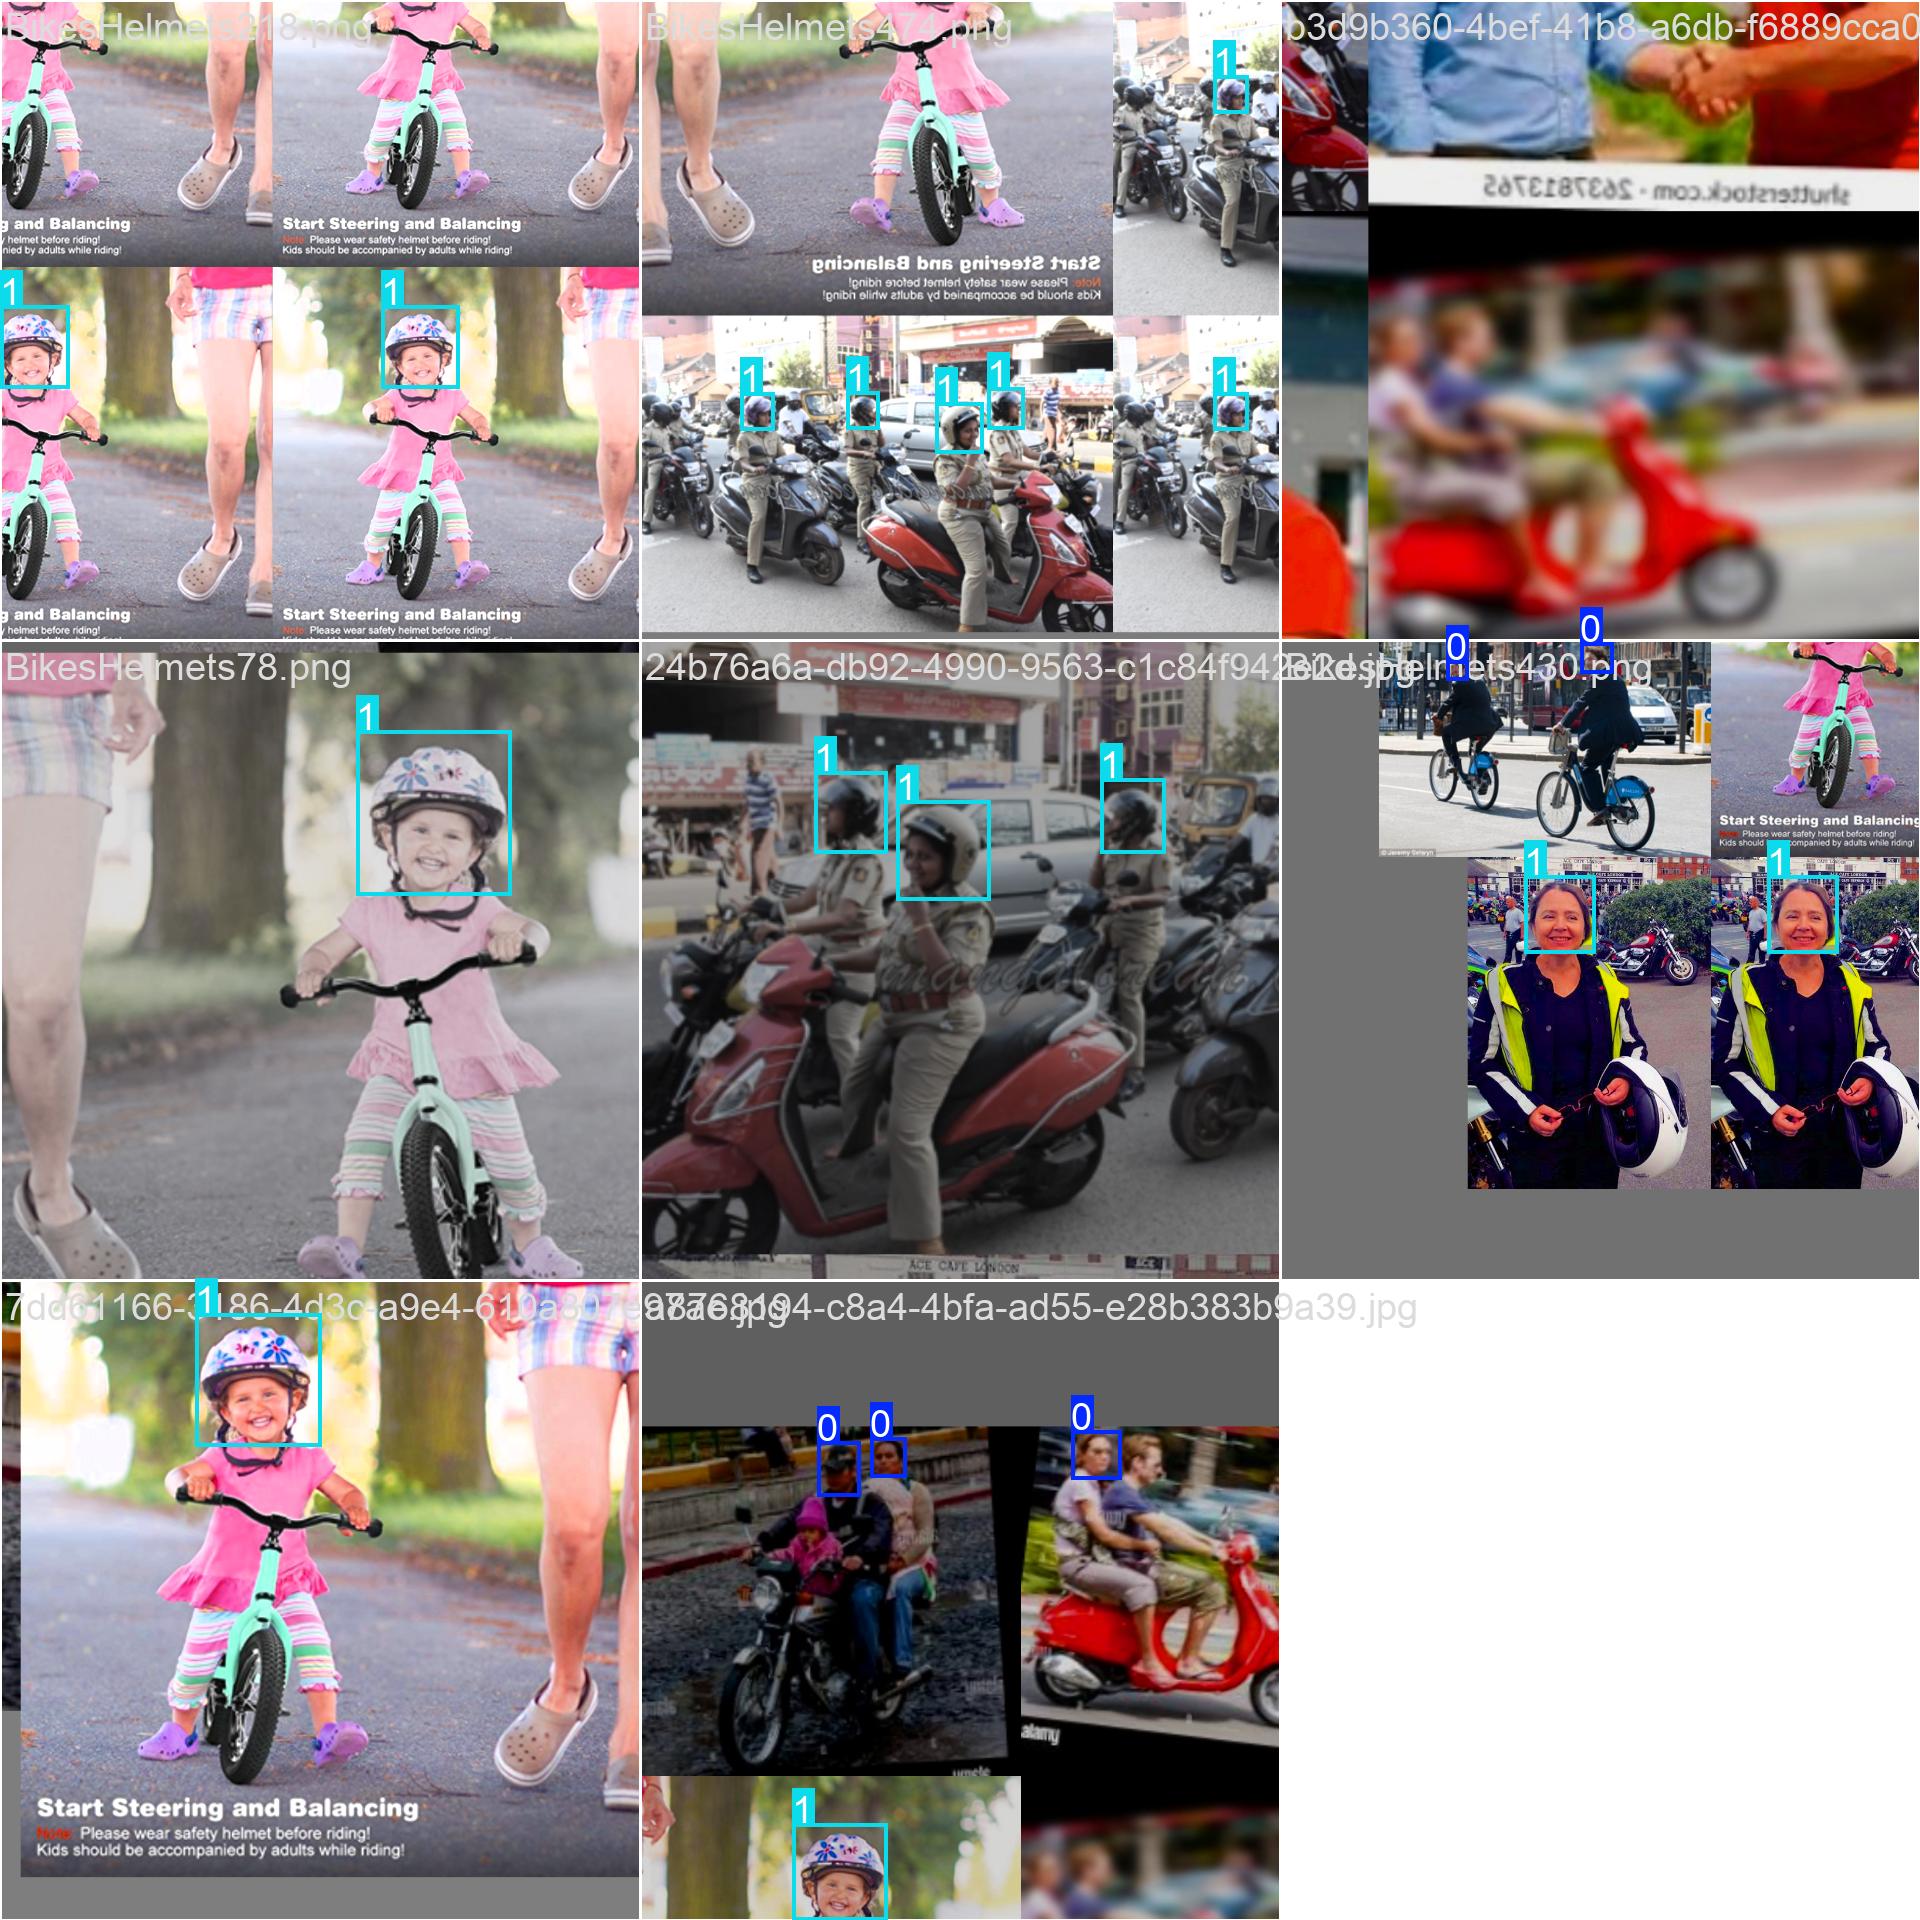 BikesHelmets218.png
g and Balancing
y helmet before riding!
nied by adults while riding!
Start Steering and Balancing
Note: Please wear safety helmet before riding!
Kids should be accompanied by adults while riding!
1
1
g and Balancing
y helmet before riding!
Start Steering and Balancing
Note: Please wear safety helmet before riding!
BikesHelmets474.png
1
Start Steering and Balancing
Note: Please wear safety helmet before riding!
Kids should be accompanied by adults while riding!
1
1
1
1
1
b3d9b360-4bef-41b8-a6db-f6889cca0
shutterstock.com · 2637813765
BikesHelmets78.png
1
24b76a6a-db92-4990-9563-c1c84f942
1
1
1
ACE CAFE LONDON
BikesHelmets430.png
0
0
Start Steering and Balancing
Note: Please wear safety helmet before riding!
companied by adults while riding!
1
1
7dd61166-3186-4d3c-a9e4-610a807e
1
Start Steering and Balancing
Note: Please wear safety helmet before riding!
Kids should be accompanied by adults while riding!
-c8a4-4bfa-ad55-e28b383b9a39.jpg
0
0
0
alamy
1